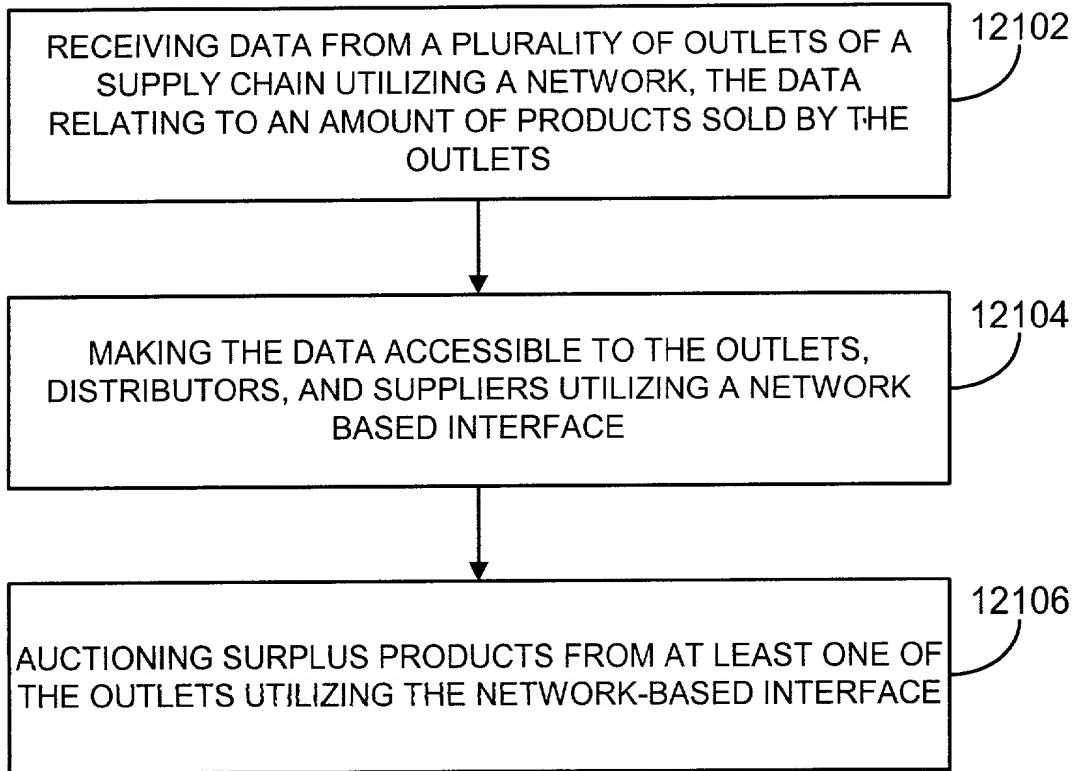 RECEIVING DATA FROM A PLURALITY OF OUTLETS OF A
SUPPLY CHAIN UTILIZING A NETWORK, THE DATA
RELATING TO AN AMOUNT OF PRODUCTS SOLD BY THE
OUTLETS
12102
MAKING THE DATA ACCESSIBLE TO THE OUTLETS,
DISTRIBUTORS, AND SUPPLIERS UTILIZING A NETWORK
BASED INTERFACE
12104
AUCTIONING SURPLUS PRODUCTS FROM AT LEAST ONE OF
THE OUTLETS UTILIZING THE NETWORK-BASED INTERFACE
12106